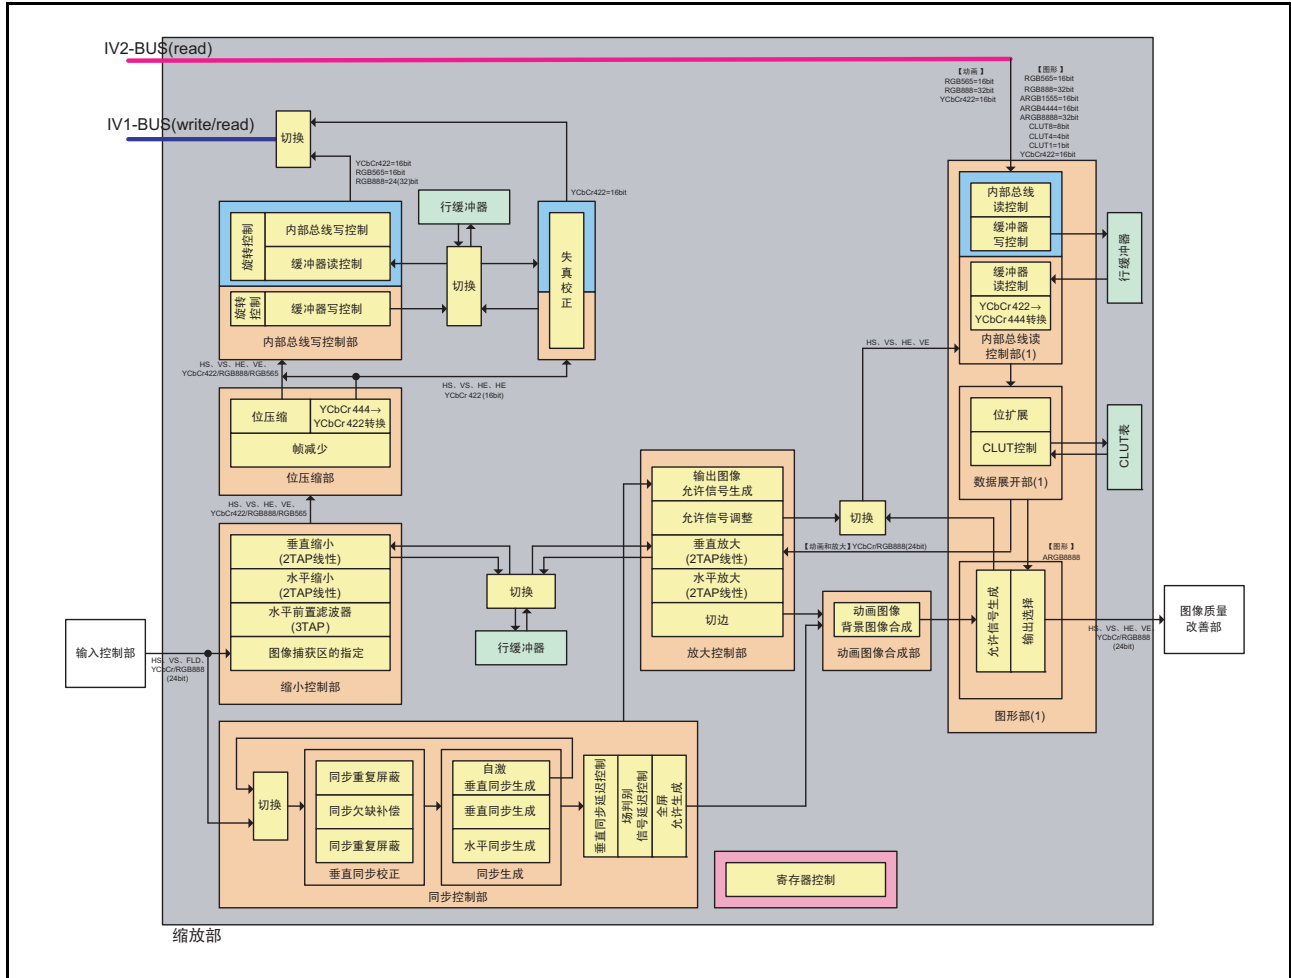 IV2-BUS(read)
IV1-BUS(write/read)
切换
YCbCr422=16bit
RGB565=16bit
RGB888=24(32)bit
YCbCr422=16bit
【动画】
RGB565=16bit
RGB888=32bit
YCbCr422=16bit
【图形】
RGB565=16bit
RGB888=32bit
ARGB1555=16bit
ARGB4444=16bit
ARGB8888=32bit
CLUT8=8bit
CLUT4=4bit
CLUT1=1bit
YCbCr422=16bit
旋转控制
内部总线写控制
缓冲器读控制
旋转
控制
缓冲器写控制
内部总线写控制部
行缓冲器
切换
失真校正
内部总线
读控制
缓冲器
写控制
缓冲器
读控制
YCbCr422→
YCbCr444转换
内部总线读
控制部(1)
行缓冲器
HS、VS、HE、VE、
YCbCr422/RGB888/RGB565
HS、VS、HE、HE
YCbCr 422 (16bit)
HS、VS、HE、VE
位压缩
YCbCr444→
YCbCr422转换
帧减少
位压缩部
位扩展
CLUT控制
数据展开部(1)
CLUT表
HS、VS、HE、VE、
YCbCr422/RGB888/RGB565
垂直缩小
(2TAP线性)
水平缩小
(2TAP线性)
水平前置滤波器
(3TAP)
图像捕获区的指定
缩小控制部
切换
行缓冲器
输出图像
允许信号生成
允许信号调整
垂直放大
(2TAP线性)
水平放大
(2TAP线性)
切边
放大控制部
切换
【动画和放大】YCbCr/RGB888(24bit)
【图形】
ARGB8888
动画图像
背景图像合成
动画图像合成部
允许信号生成
输出选择
图形部(1)
HS、VS、HE、VE、
YCbCr/RGB888
(24bit)
图像质量
改善部
输入控制部
HS、VS、FLD、
YCbCr/RGB888
(24bit)
切换
同步重复屏蔽
同步欠缺补偿
同步重复屏蔽
垂直同步校正
自激
垂直同步生成
垂直同步生成
水平同步生成
同步生成
垂直同步延迟控制
场判别
信号延迟控制
全屏
允许生成
同步控制部
寄存器控制
缩放部